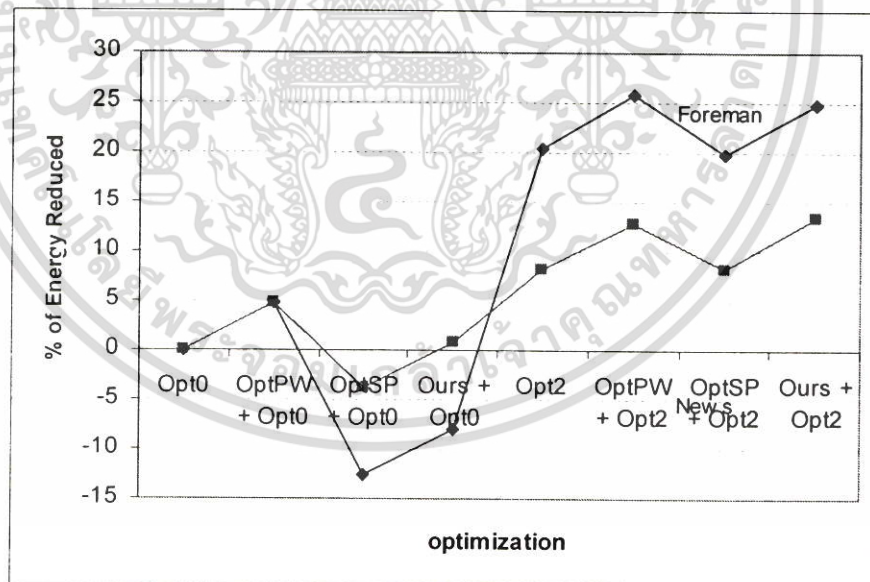 30
25
20
15
10
5
0
-5
-10
-15
% of Energy Reduced
Foreman
News
Opt0
OptPW + Opt0
OptSP + Opt0
Ours + Opt0
Opt2
OptPW + Opt2
OptSP + Opt2
Ours + Opt2
optimization